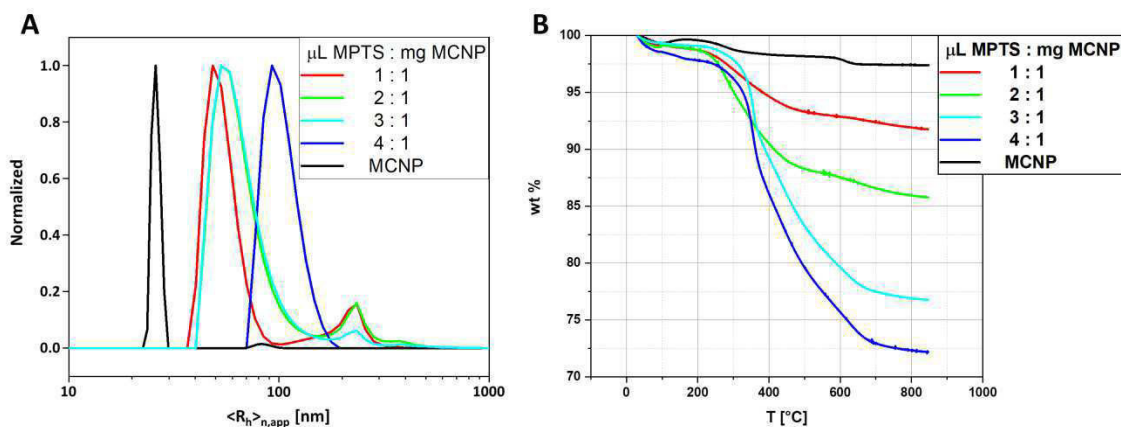 A
μL MPTS : mg MCNP
1 : 1
2 : 1
3 : 1
4 : 1
MCNP
1.0
0.8
0.6
0.4
0.2
0.0
Normalized
10
100
1000
<R_h>_n,app [nm]
B
μL MPTS : mg MCNP
1 : 1
2 : 1
3 : 1
4 : 1
MCNP
100
95
90
85
80
75
70
wt %
0
200
400
600
800
1000
T [°C]